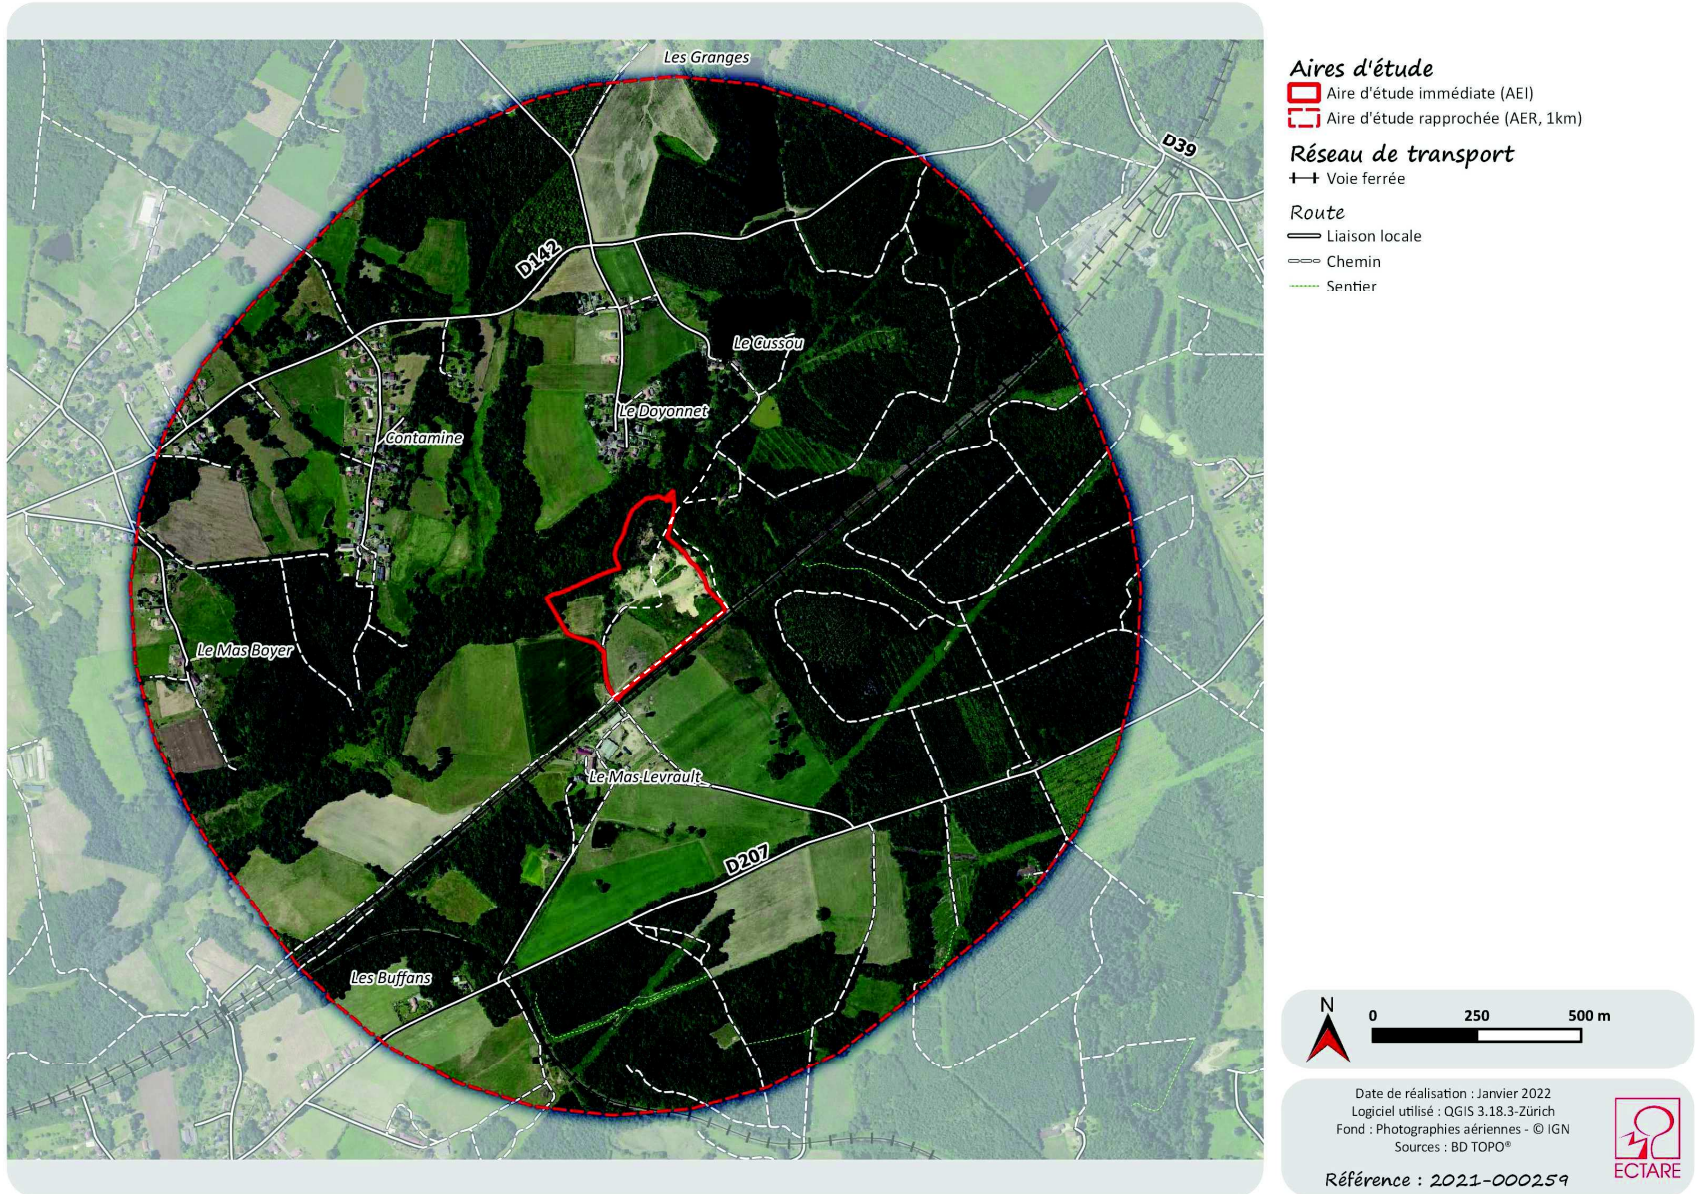 Les Granges
D39
D142
Le Cussou
Le Doyonnet
Contamine
Le Mas Boyer
Le Mas Levrault
D207
Les Buffans
Aires d'étude
Aire d'étude immédiate (AEI)
Aire d'étude rapprochée (AER, 1km)
Réseau de transport
Voie ferrée
Route
Liaison locale
Chemin
Sentier
N
0 250 500 m
Date de réalisation : Janvier 2022
Logiciel utilisé : QGIS 3.18.3-Zürich
Fond : Photographies aériennes - © IGN
Sources : BD TOPO®
Référence : 2021-000259
ECTARE